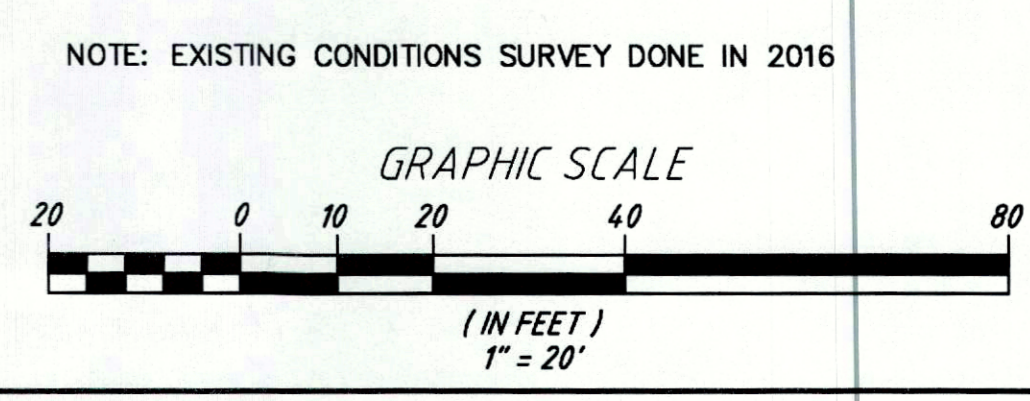 NOTE: EXISTING CONDITIONS SURVEY DONE IN 2016
GRAPHIC SCALE
20 0 10 20 40 80
( IN FEET )
1" = 20'